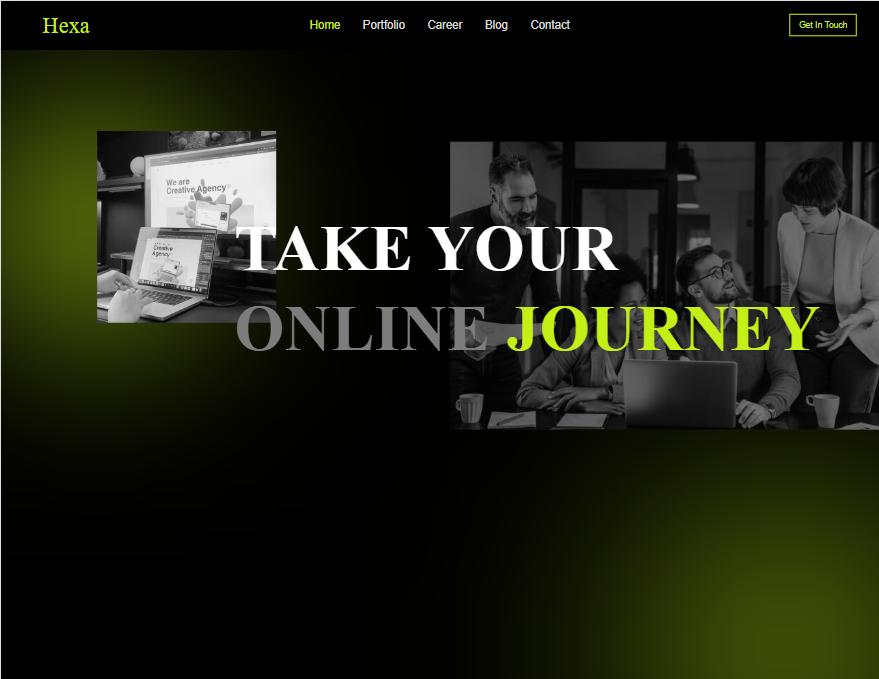 Hexa
Home Portfolio Career Blog Contact
Get In Touch
We are
Creative Agency
Creative
Agency
TAKE YOUR
ONLINE JOURNEY